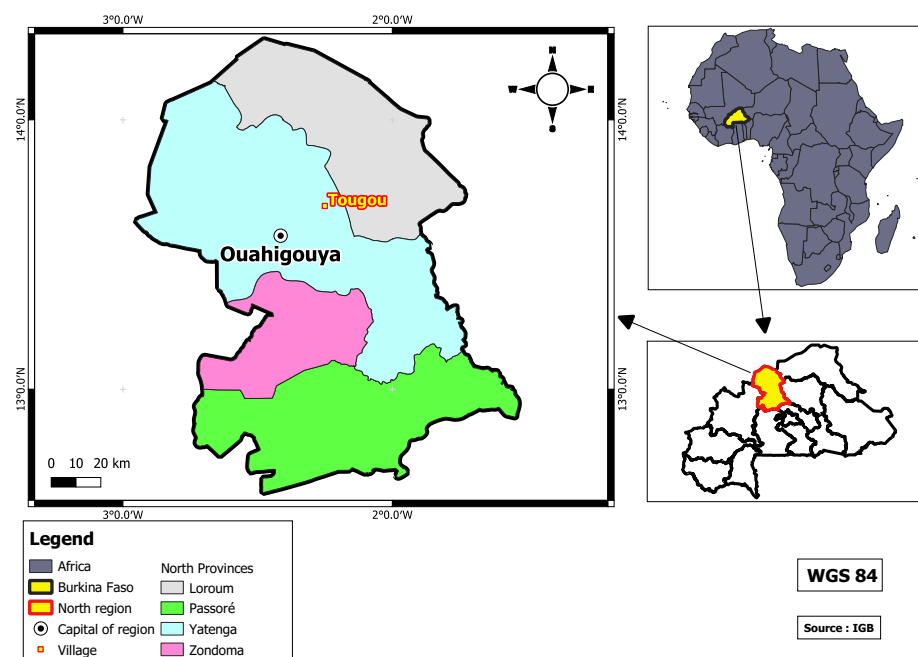 3°0.0'W 2°0.0'W
14°0.0'N 14°0.0'N
N
W E
S
Tougou
Ouahigouya
13°0.0'N 13°0.0'N
0 10 20 km
3°0.0'W 2°0.0'W
Legend
Africa
Burkina Faso
North region
Capital of region
Village
North Provinces
Loroum
Passoré
Yatenga
Zondoma
WGS 84
Source : IGB